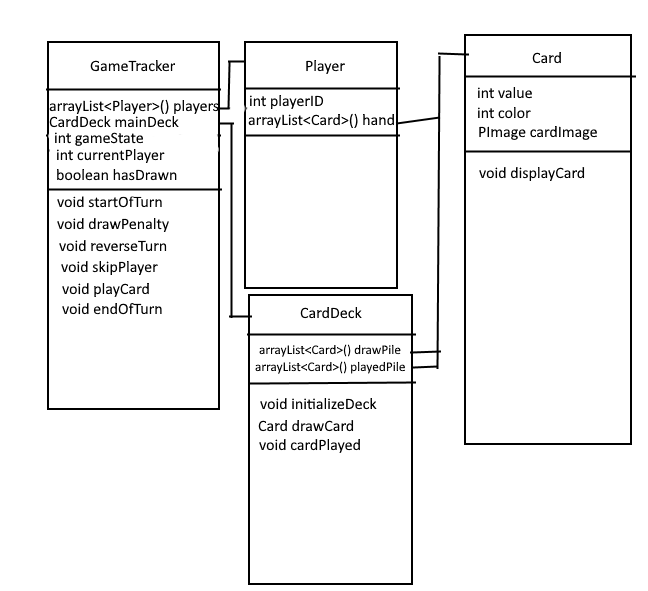 GameTracker
arrayList<Player>() players
CardDeck mainDeck
int gameState
int currentPlayer
boolean hasDrawn
void startOfTurn
void drawPenalty
void reverseTurn
void skipPlayer
void playCard
void endOfTurn
Player
int playerID
arrayList<Card>() hand
CardDeck
arrayList<Card>() drawPile
arrayList<Card>() playedPile
void initializeDeck
Card drawCard
void cardPlayed
Card
int value
int color
PImage cardImage
void displayCard